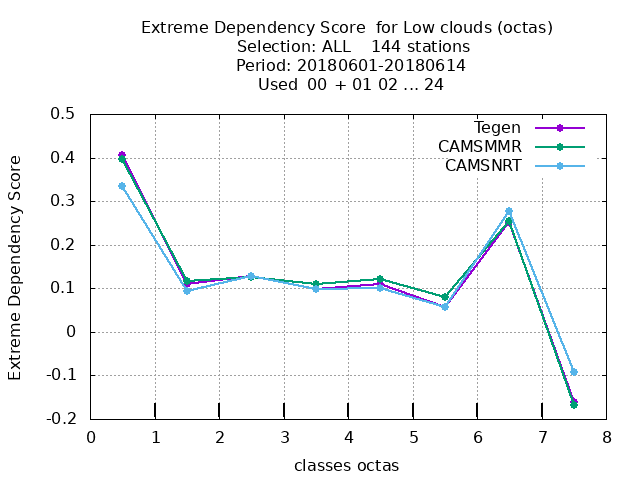 Extreme Dependency Score  for Low clouds (octas)
Selection: ALL    144 stations
Period: 20180601-20180614
Used  00  + 01 02 ... 24
0.5
0.4
0.3
0.2
0.1
0
-0.1
-0.2
Extreme Dependency Score
Tegen
CAMSMMR
CAMSNRT
0 1 2 3 4 5 6 7 8
classes octas